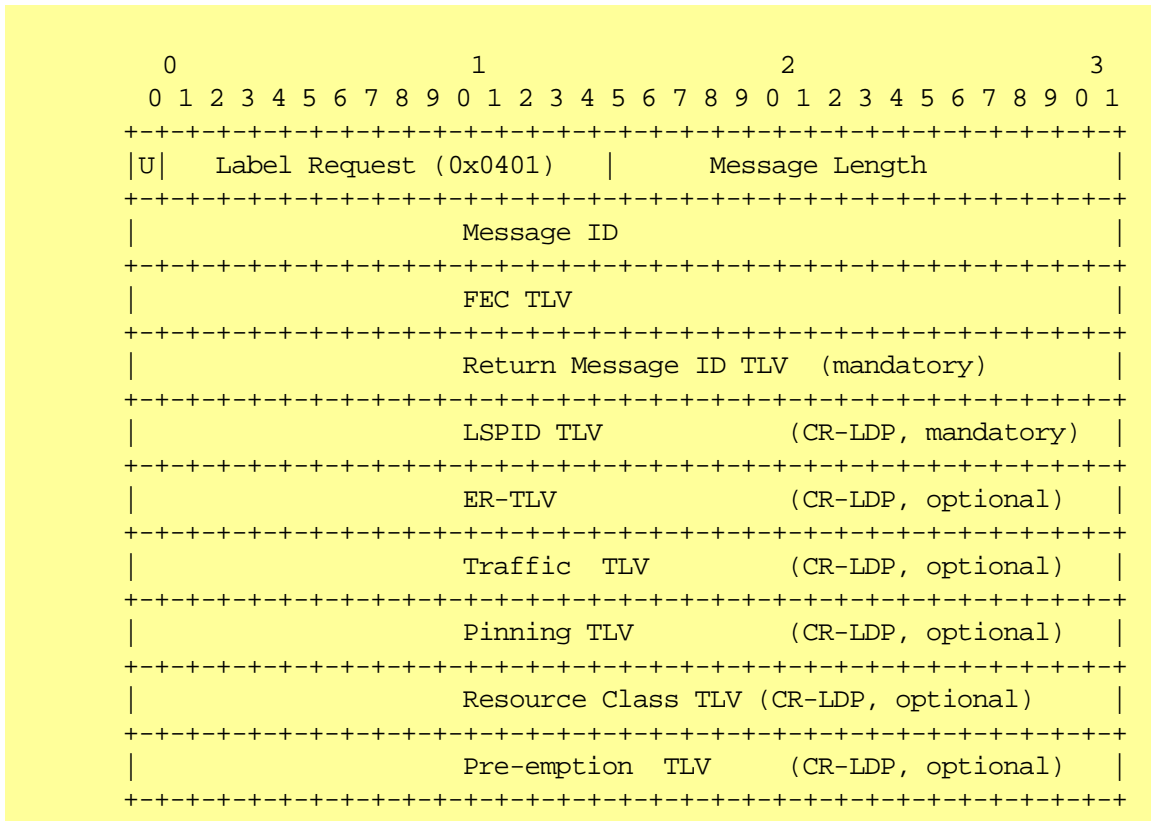 0                   1                   2                   3
0 1 2 3 4 5 6 7 8 9 0 1 2 3 4 5 6 7 8 9 0 1 2 3 4 5 6 7 8 9 0 1
+-+-+-+-+-+-+-+-+-+-+-+-+-+-+-+-+-+-+-+-+-+-+-+-+-+-+-+-+-+-+-+-+
|U|   Label Request (0x0401)  |      Message Length            |
+-+-+-+-+-+-+-+-+-+-+-+-+-+-+-+-+-+-+-+-+-+-+-+-+-+-+-+-+-+-+-+-+
|                     Message ID                                |
+-+-+-+-+-+-+-+-+-+-+-+-+-+-+-+-+-+-+-+-+-+-+-+-+-+-+-+-+-+-+-+-+
|                     FEC TLV                                   |
+-+-+-+-+-+-+-+-+-+-+-+-+-+-+-+-+-+-+-+-+-+-+-+-+-+-+-+-+-+-+-+-+
|                     Return Message ID TLV  (mandatory)        |
+-+-+-+-+-+-+-+-+-+-+-+-+-+-+-+-+-+-+-+-+-+-+-+-+-+-+-+-+-+-+-+-+
|                     LSPID TLV            (CR-LDP, mandatory)  |
+-+-+-+-+-+-+-+-+-+-+-+-+-+-+-+-+-+-+-+-+-+-+-+-+-+-+-+-+-+-+-+-+
|                     ER-TLV               (CR-LDP, optional)   |
+-+-+-+-+-+-+-+-+-+-+-+-+-+-+-+-+-+-+-+-+-+-+-+-+-+-+-+-+-+-+-+-+
|                     Traffic  TLV         (CR-LDP, optional)   |
+-+-+-+-+-+-+-+-+-+-+-+-+-+-+-+-+-+-+-+-+-+-+-+-+-+-+-+-+-+-+-+-+
|                     Pinning TLV          (CR-LDP, optional)   |
+-+-+-+-+-+-+-+-+-+-+-+-+-+-+-+-+-+-+-+-+-+-+-+-+-+-+-+-+-+-+-+-+
|                     Resource Class TLV (CR-LDP, optional)     |
+-+-+-+-+-+-+-+-+-+-+-+-+-+-+-+-+-+-+-+-+-+-+-+-+-+-+-+-+-+-+-+-+
|                     Pre-emption  TLV     (CR-LDP, optional)   |
+-+-+-+-+-+-+-+-+-+-+-+-+-+-+-+-+-+-+-+-+-+-+-+-+-+-+-+-+-+-+-+-+